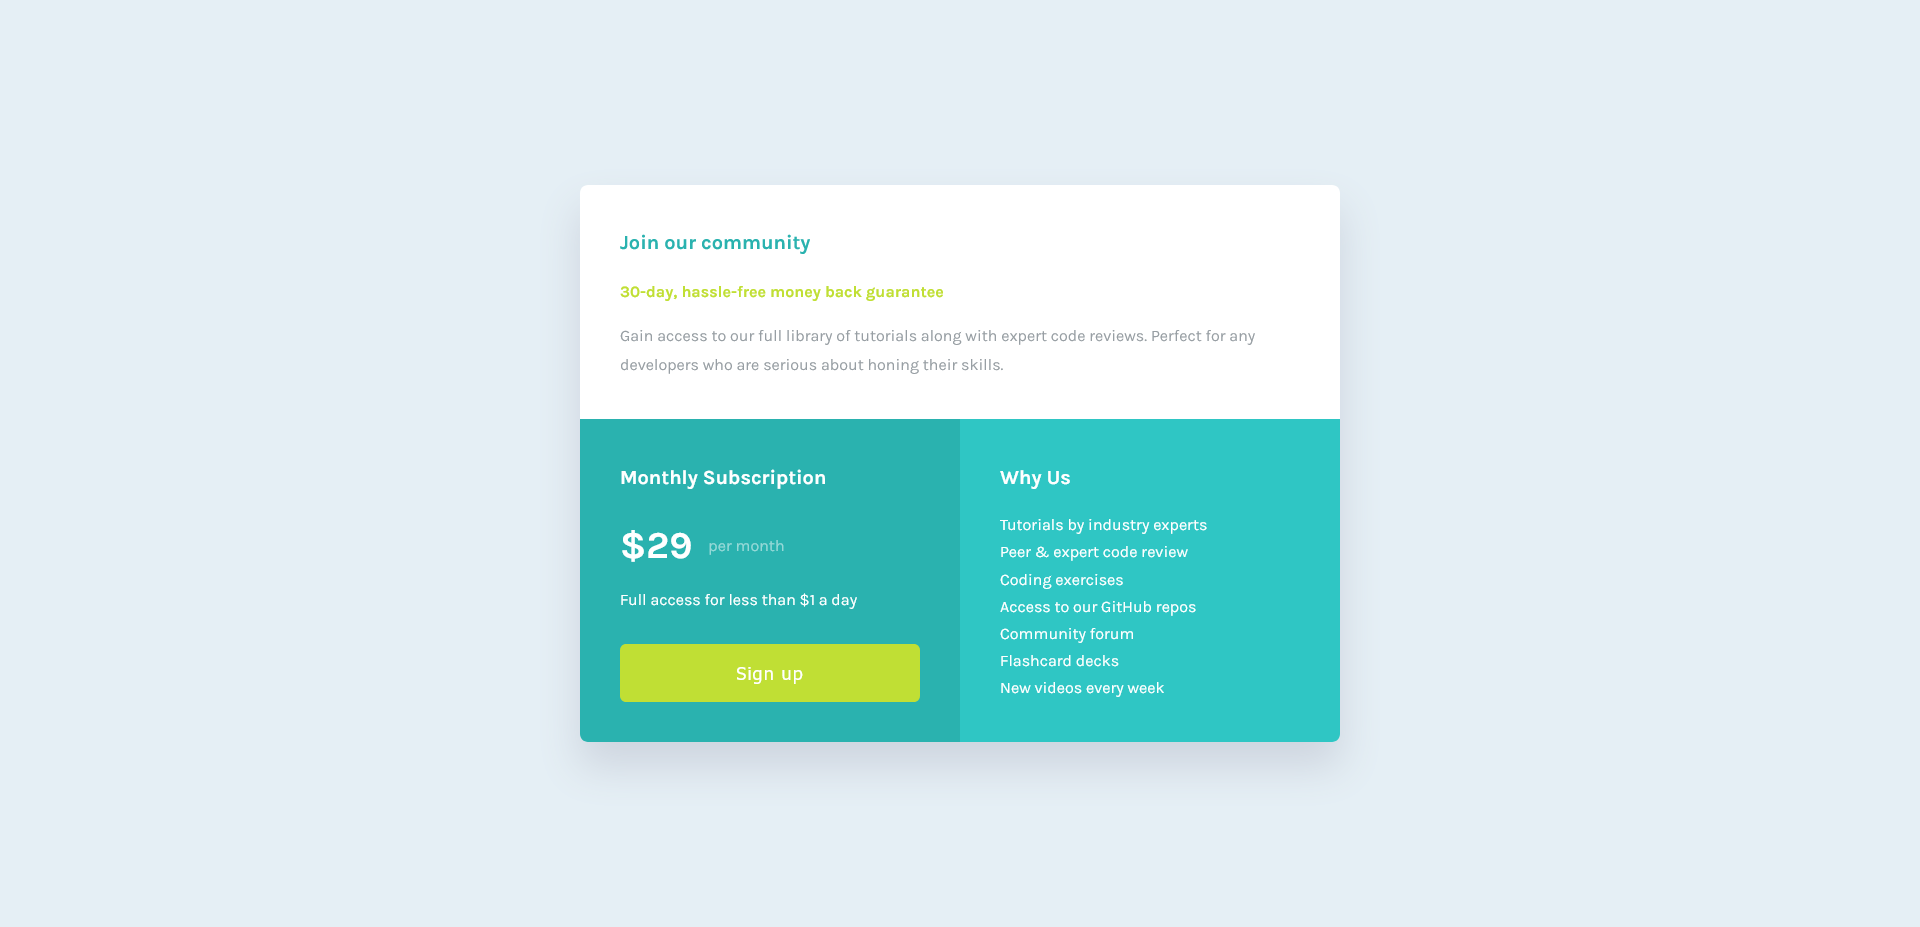 Join our community
30-day, hassle-free money back guarantee
Gain access to our full library of tutorials along with expert code reviews. Perfect for any
developers who are serious about honing their skills.
Monthly Subscription
$29 per month
Full access for less than $1 a day
Sign up
Why Us
Tutorials by industry experts
Peer & expert code review
Coding exercises
Access to our GitHub repos
Community forum
Flashcard decks
New videos every week